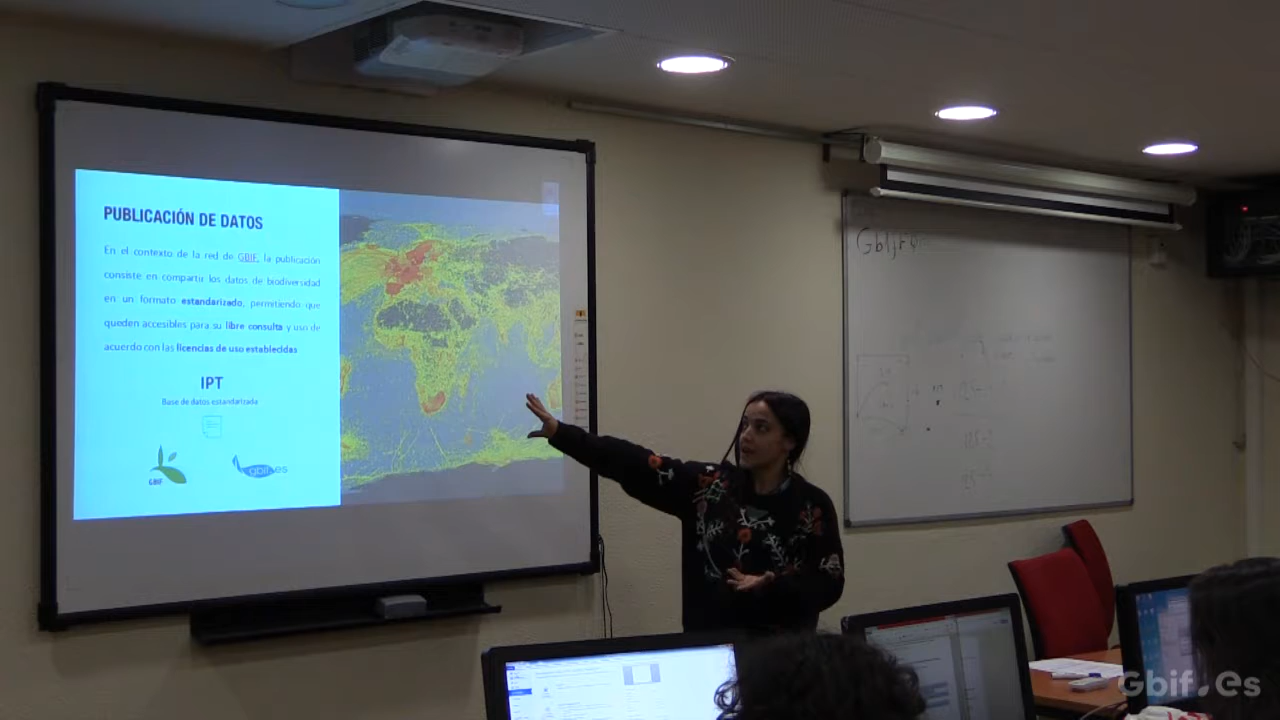 PUBLICACIÓN DE DATOS
En el contexto de la red de GBIF, la publicación
consiste en compartir los datos de biodiversidad
en un formato estandarizado, permitiendo que
queden accesibles para su libre consulta y uso de
acuerdo con las licencias de uso establecidas
IPT
Base de datos estandarizada
GBIF
gbif.es
Gbif.es